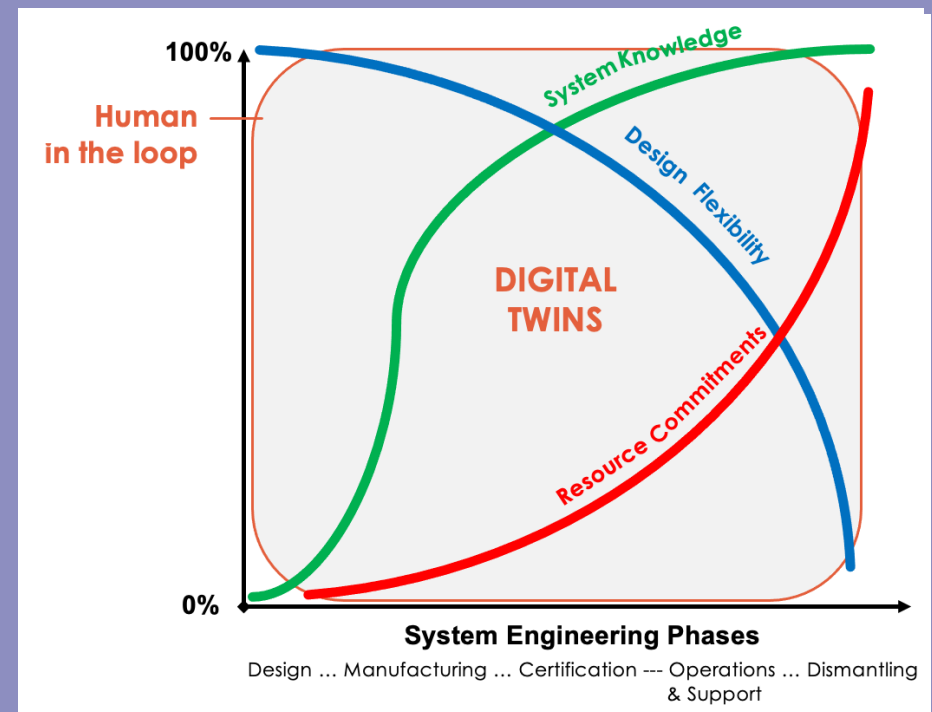 100%
System Knowledge
Human
in the loop
Design Flexibility
DIGITAL
TWINS
Resource Commitments
0%
System Engineering Phases
Design ... Manufacturing ... Certification --- Operations ... Dismantling
& Support